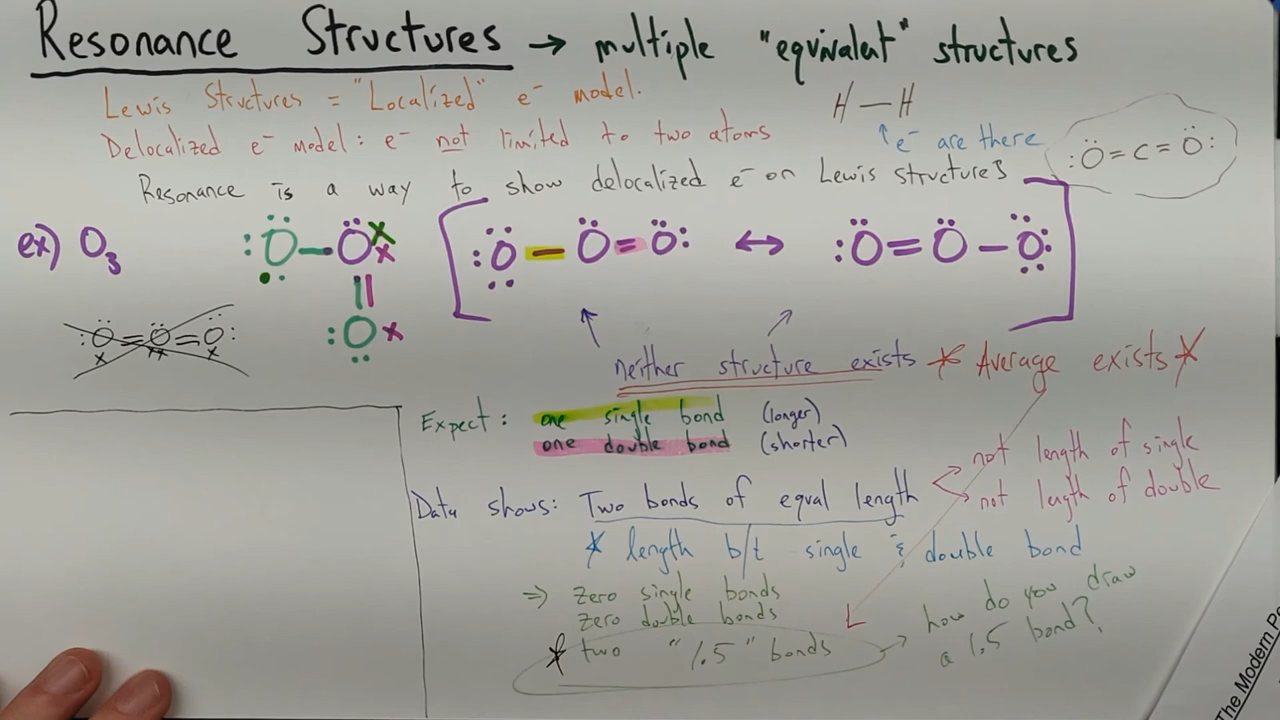 Resonance Structures → multiple "equivalent" structures
Lewis Structures = "Localized" e⁻ model.
H — H
Delocalized e⁻ model: e⁻ not limited to two atoms
↑ e⁻ are there
:Ö=C=Ö:
Resonance is a way to show delocalized e⁻ on Lewis structures
ex) O₃
:O — O
||
:O
[ :O — O = O: ↔ :O = O — O: ]
:O=O=O:
neither structure exists * Average exists *
Expect: one single bond (longer)
one double bond (shorter)
Data shows: Two bonds of equal length
not length of single
not length of double
* length b/t single & double bond
⇒ zero single bonds
zero double bonds
* two "1.5" bonds
→ how do you draw
a 1.5 bond?
The Modern Pe